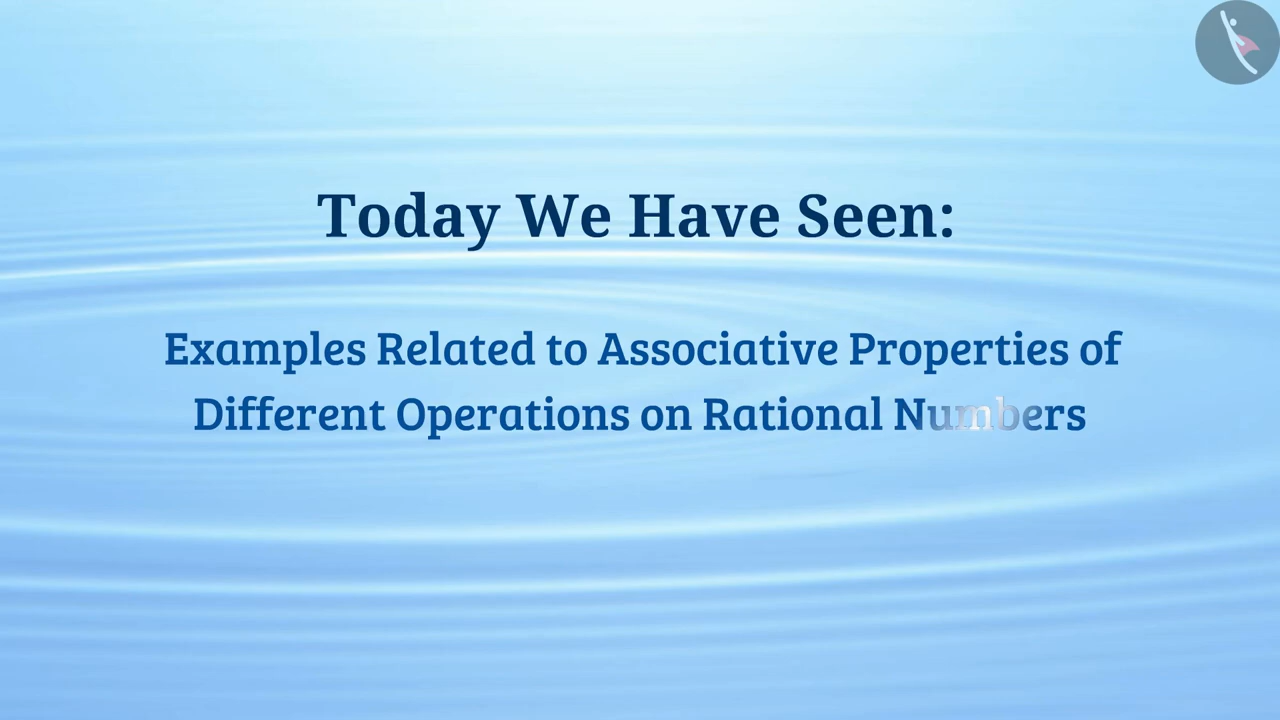 Today We Have Seen:
Examples Related to Associative Properties of
Different Operations on Rational Numbers